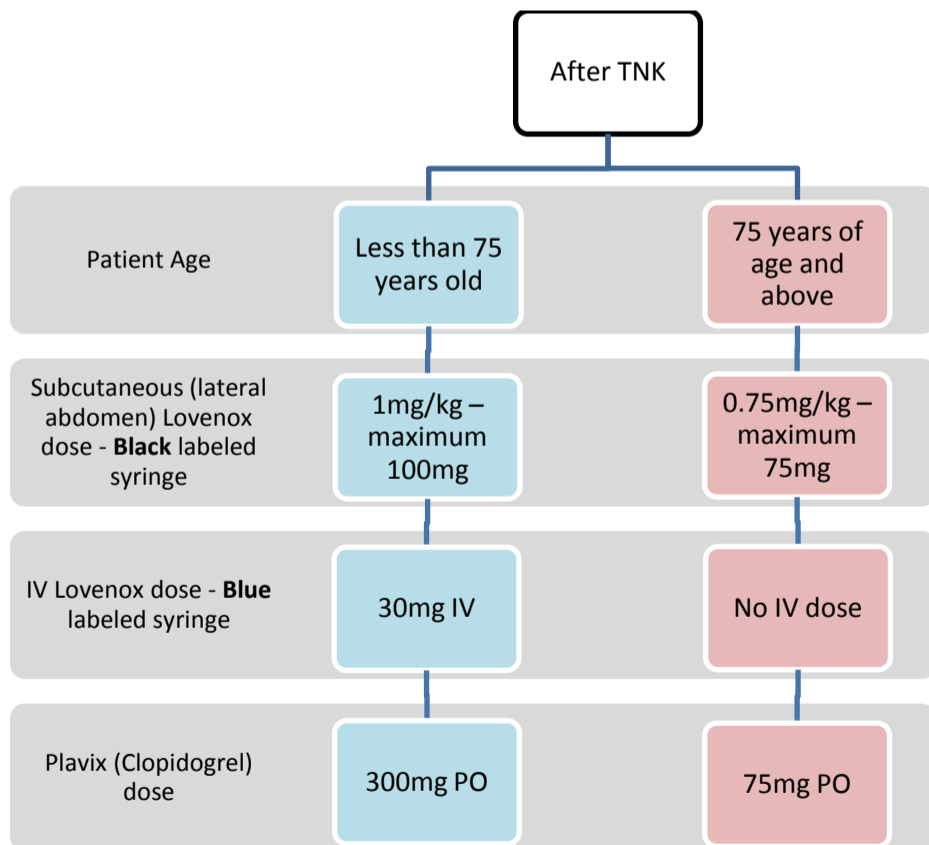 After TNK
Patient Age
Less than 75
years old
75 years of
age and
above
Subcutaneous (lateral
abdomen) Lovenox
dose - Black labeled
syringe
1mg/kg –
maximum
100mg
0.75mg/kg –
maximum
75mg
IV Lovenox dose - Blue
labeled syringe
30mg IV
No IV dose
Plavix (Clopidogrel)
dose
300mg PO
75mg PO